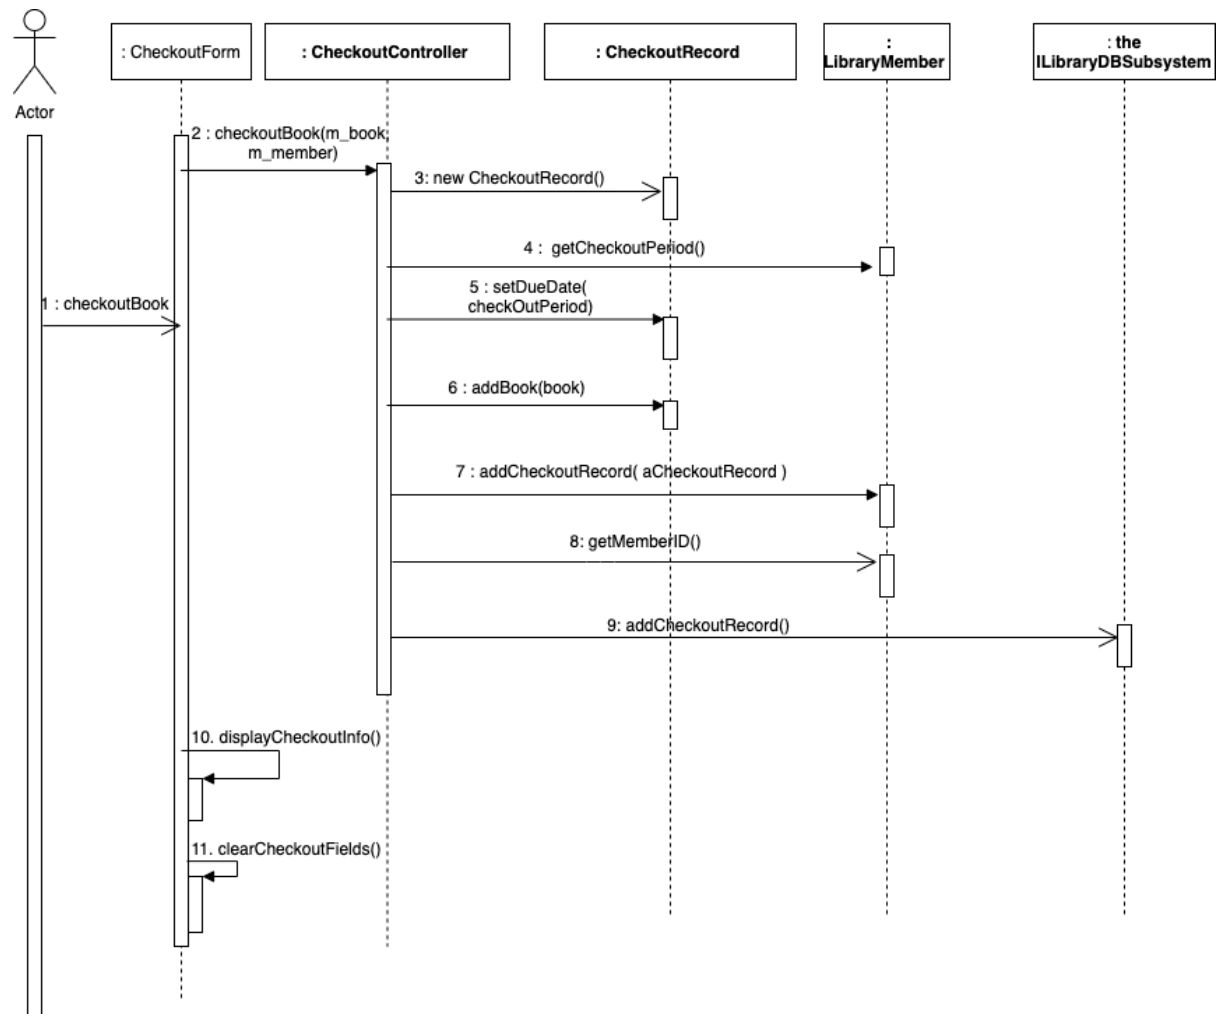 : CheckoutForm
: CheckoutController
: CheckoutRecord
:
LibraryMember
: the
ILibraryDBSubsystem
Actor
2 : checkoutBook(m_book,
m_member)
3: new CheckoutRecord()
4 : getCheckoutPeriod()
5 : setDueDate(
checkOutPeriod)
1 : checkoutBook
6 : addBook(book)
7 : addCheckoutRecord( aCheckoutRecord )
8: getMemberID()
9: addCheckoutRecord()
10. displayCheckoutInfo()
11. clearCheckoutFields()